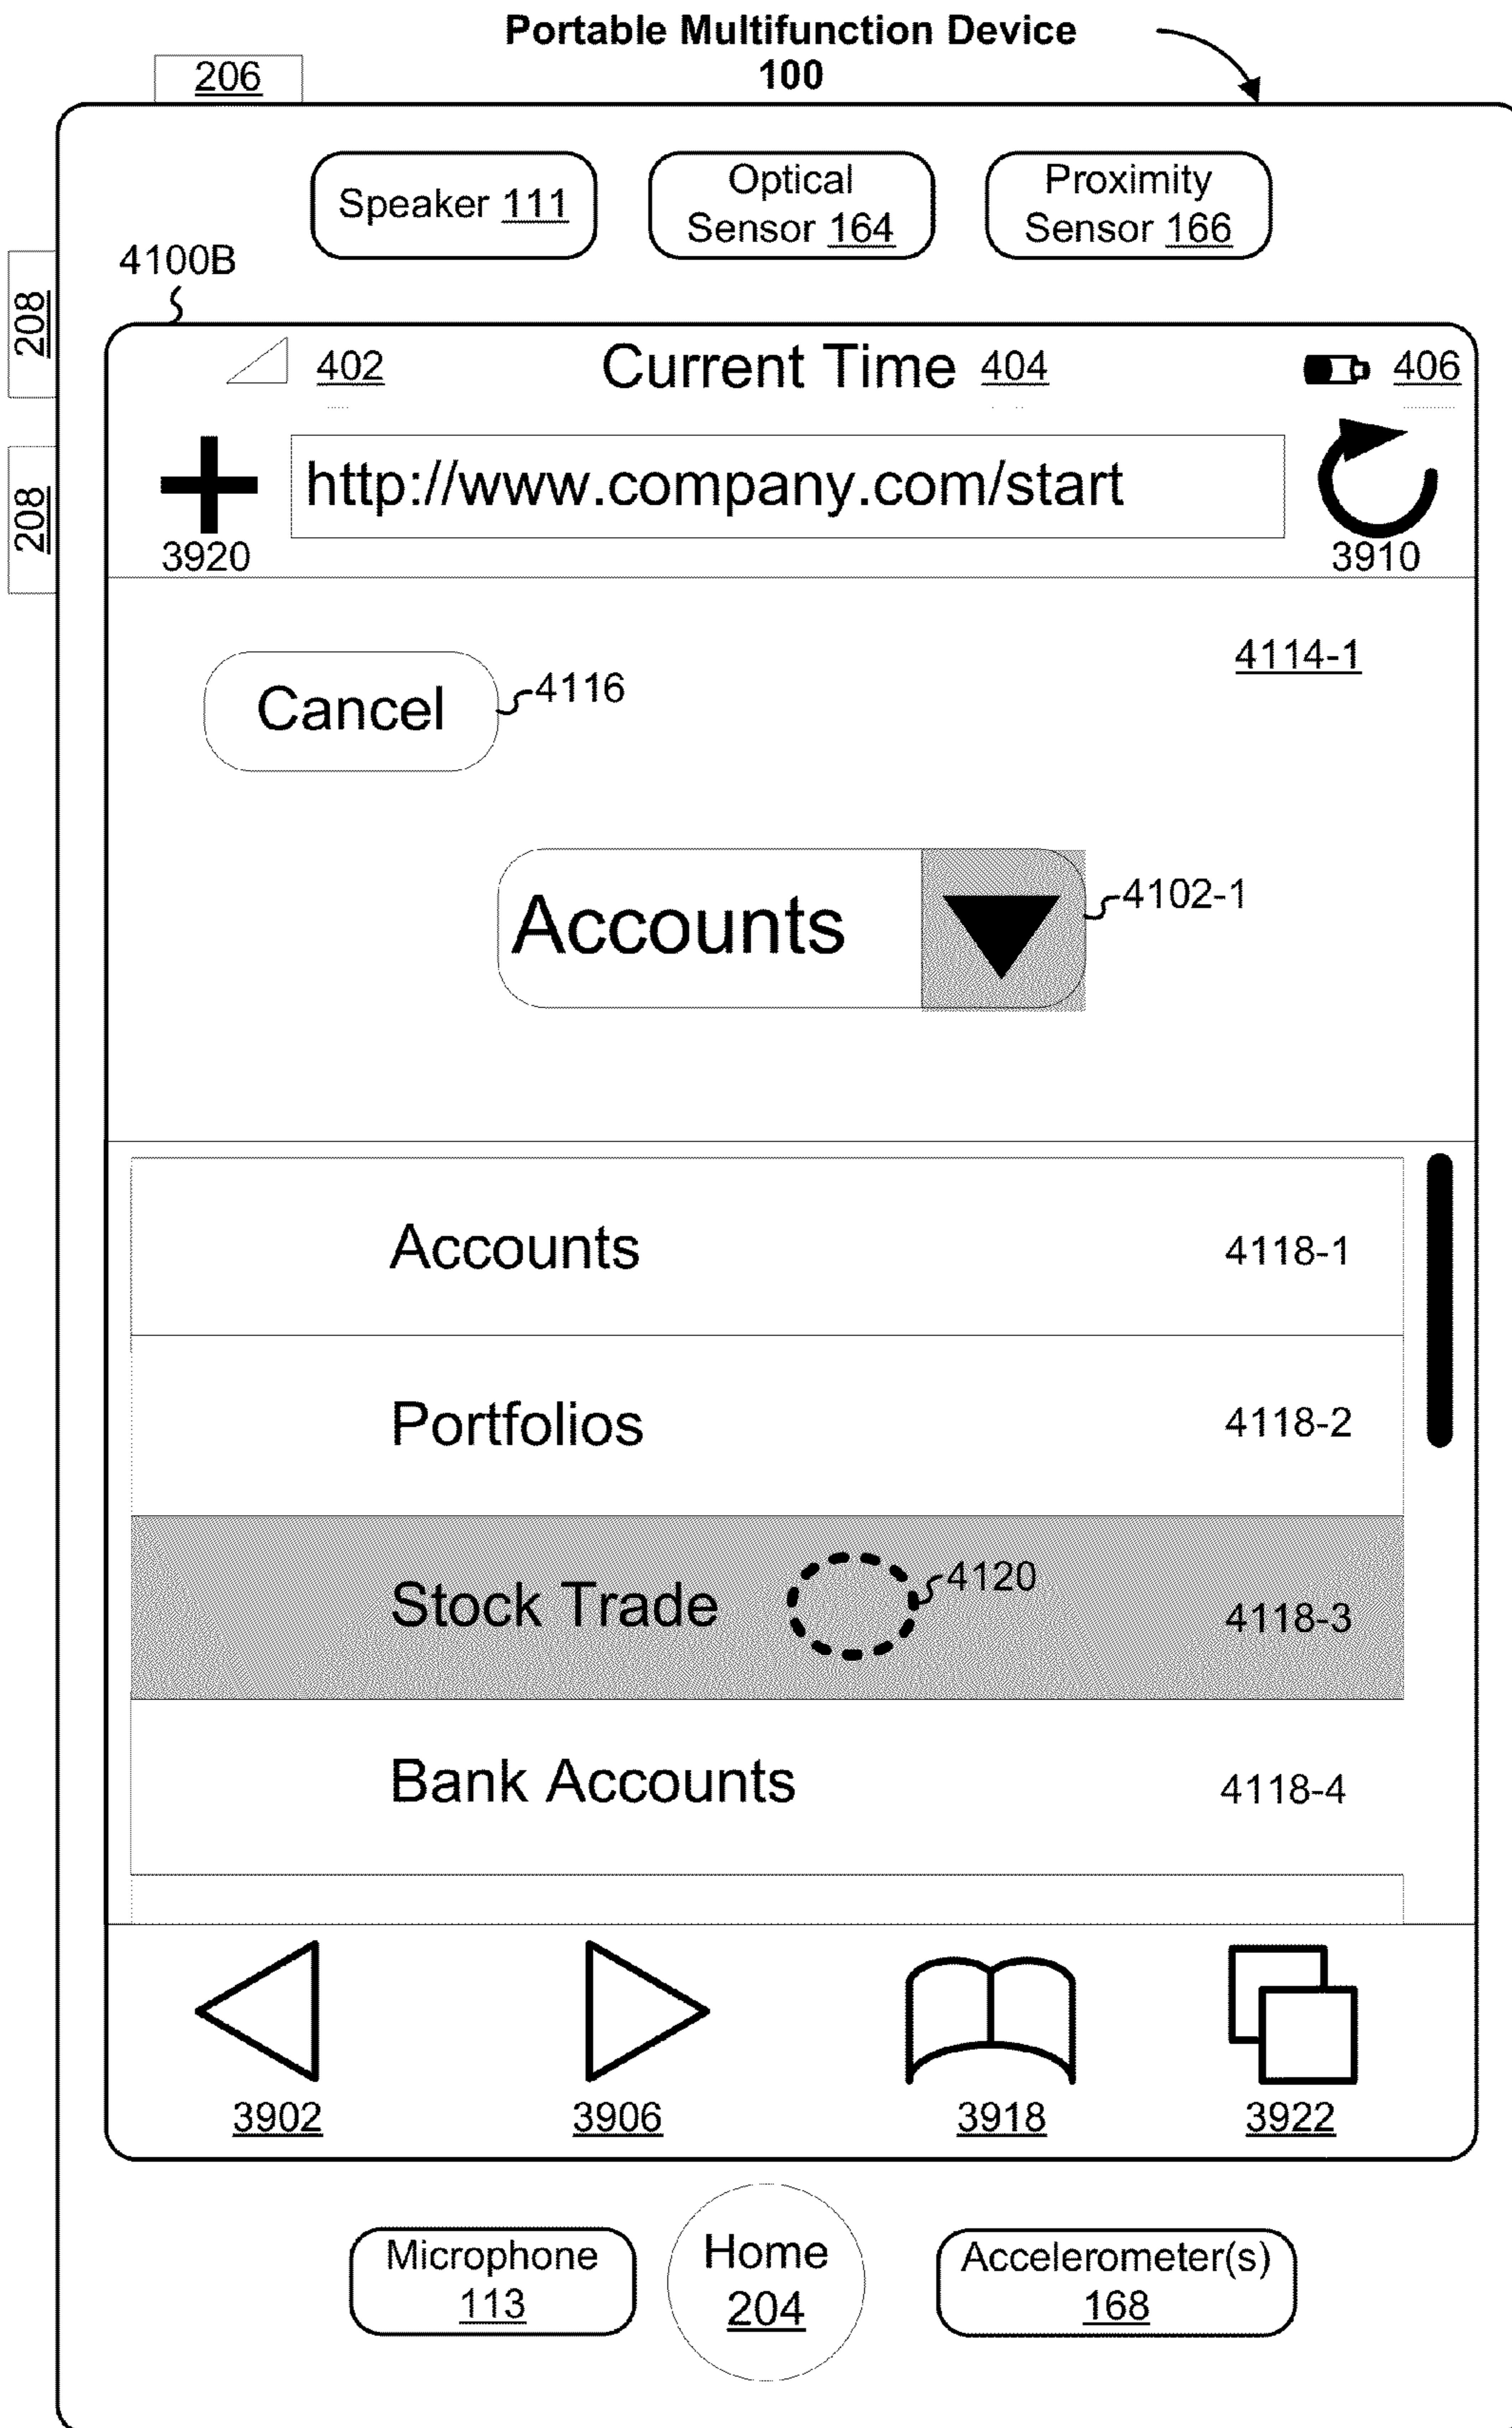 Portable Multifunction Device
100
206
Speaker 111
Optical
Sensor 164
Proximity
Sensor 166
4100B
208
208
402
Current Time 404
406
http://www.company.com/start
3920
3910
4114-1
Cancel
4116
Accounts
4102-1
Accounts
4118-1
Portfolios
4118-2
Stock Trade
4120
4118-3
Bank Accounts
4118-4
3902
3906
3918
3922
Microphone
113
Home
204
Accelerometer(s)
168